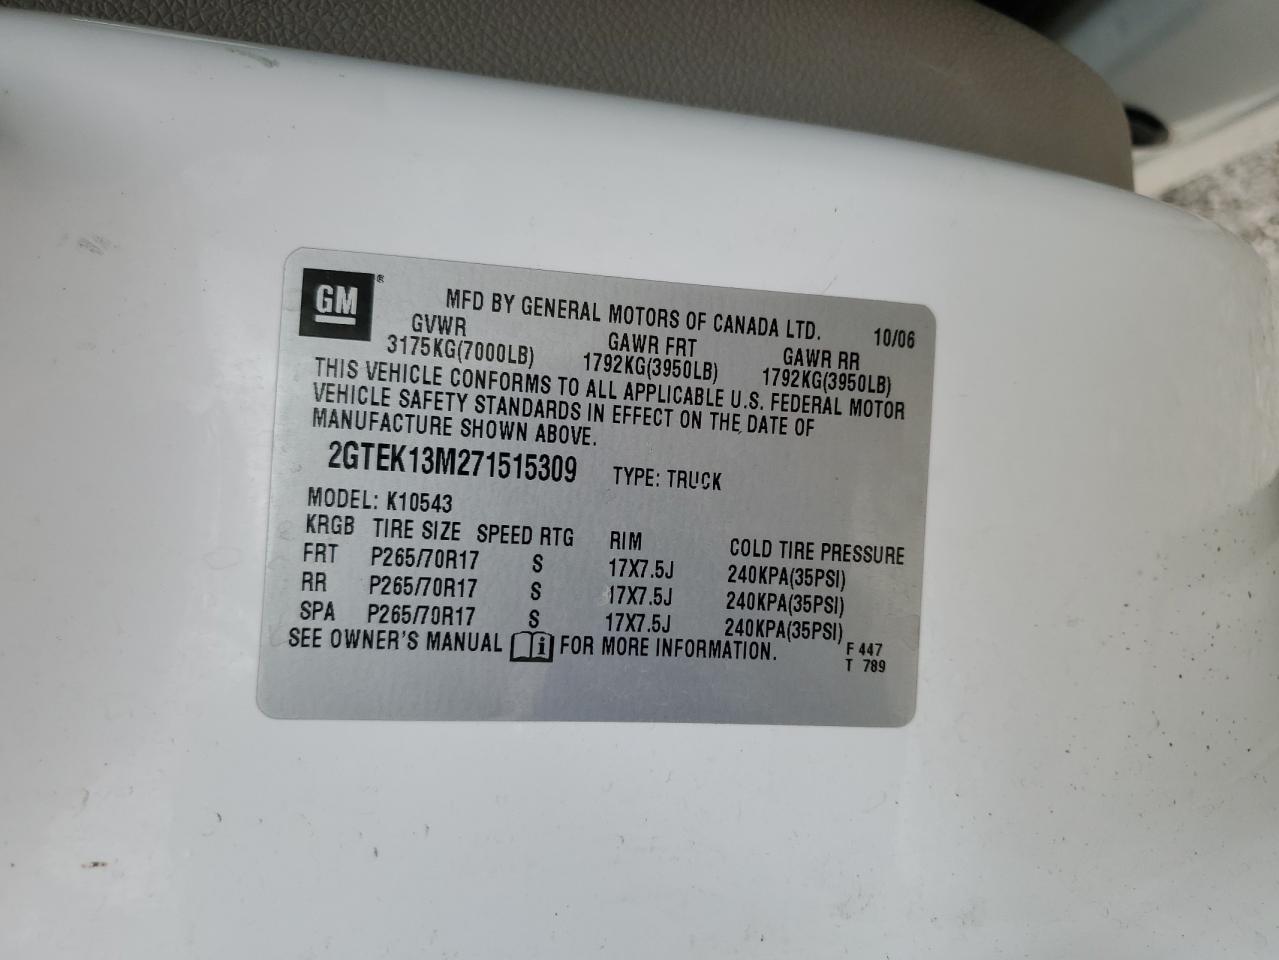 GM ®
MFD BY GENERAL MOTORS OF CANADA LTD. 10/06
GVWR GAWR FRT GAWR RR
3175KG(7000LB) 1792KG(3950LB) 1792KG(3950LB)
THIS VEHICLE CONFORMS TO ALL APPLICABLE U.S. FEDERAL MOTOR
VEHICLE SAFETY STANDARDS IN EFFECT ON THE DATE OF
MANUFACTURE SHOWN ABOVE.
2GTEK13M271515309 TYPE: TRUCK
MODEL: K10543
KRGB TIRE SIZE SPEED RTG RIM COLD TIRE PRESSURE
FRT P265/70R17 S 17X7.5J 240KPA(35PSI)
RR P265/70R17 S 17X7.5J 240KPA(35PSI)
SPA P265/70R17 S 17X7.5J 240KPA(35PSI)
SEE OWNER'S MANUAL i FOR MORE INFORMATION. F 447
T 789